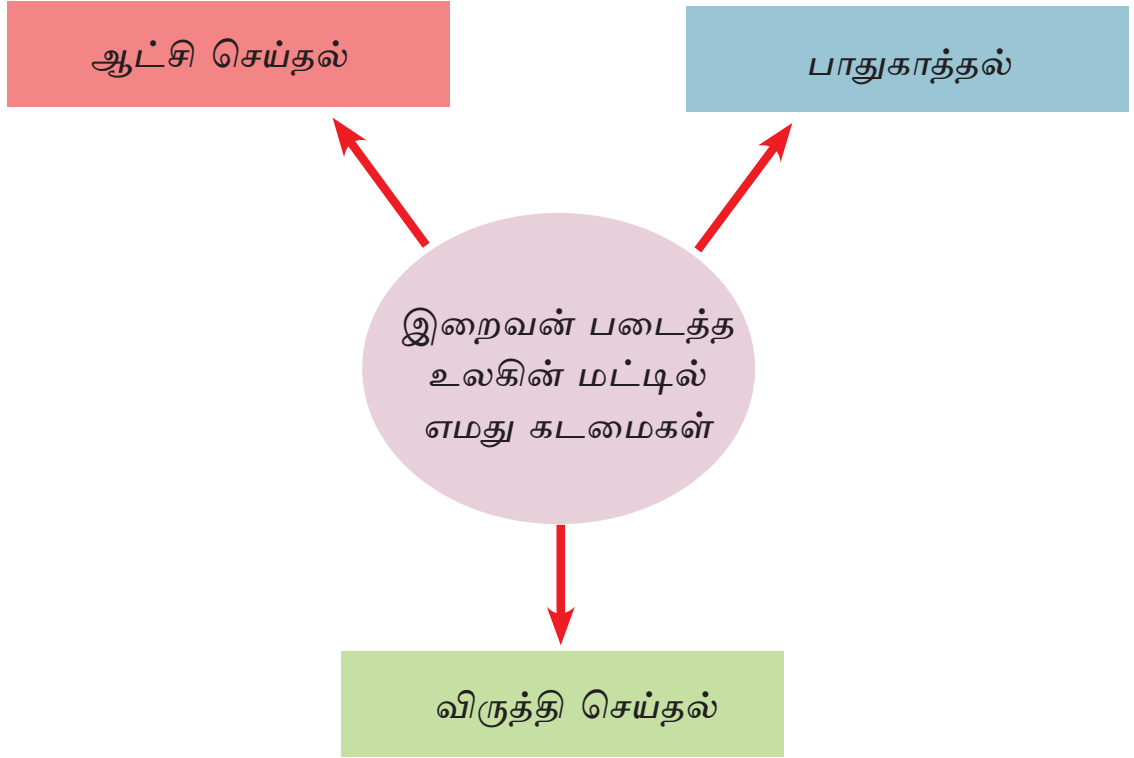 ஆட்சி செய்தல்
பாதுகாத்தல்
இறைவன் படைத்த
உலகின் மட்டில்
எமது கடமைகள்
விருத்தி செய்தல்